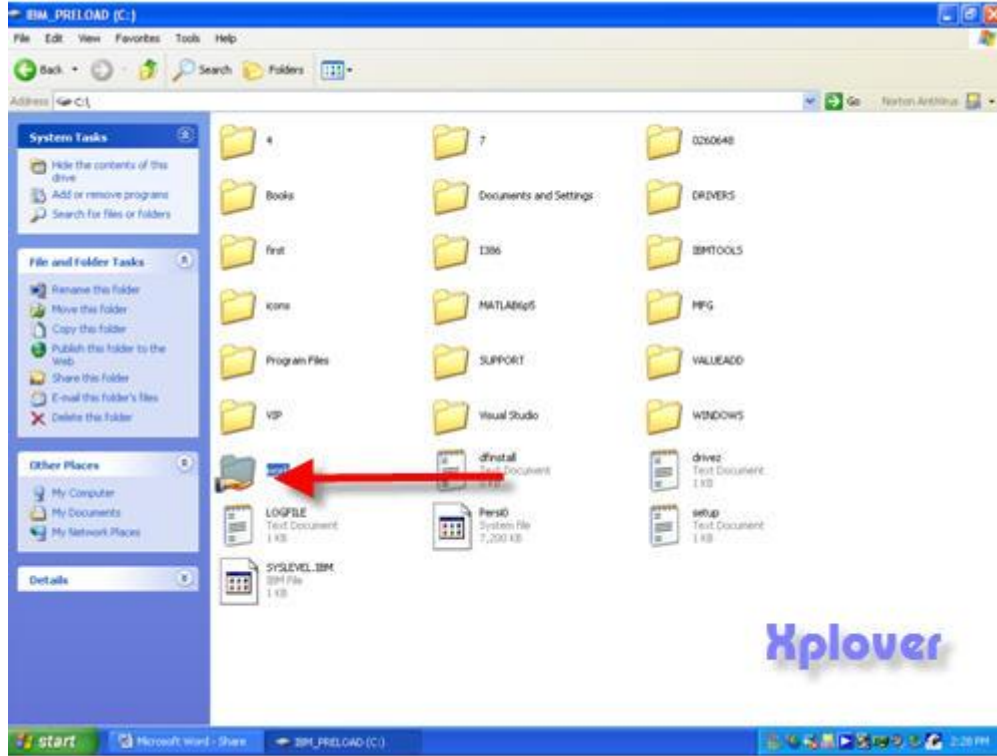 IBM_PRELOAD (C:)
File Edit View Favorites Tools Help
Back Search Folders
Address C:\ Go Norton AntiVirus
System Tasks
Hide the contents of this
drive
Add or remove programs
Search for files or folders
File and Folder Tasks
Rename this folder
Move this folder
Copy this folder
Publish this folder to the
Web
Share this folder
E-mail this folder's files
Delete this folder
Other Places
My Computer
My Documents
My Network Places
Details
4 7 0260648
Books Documents and Settings DRIVERS
first I386 IBMTOOLS
icons MATLAB6p5 MFG
Program Files SUPPORT VALUEADD
VIP Visual Studio WINDOWS
dfinstall drivez
Text Document Text Document
1 KB
LOGFILE Persi0 setup
Text Document System file Text Document
1 KB 7,200 KB 1 KB
SYSLEVEL.IBM
IBM File
1 KB
Xplover
start Microsoft Word - Share IBM_PRELOAD (C:) 2:28 PM